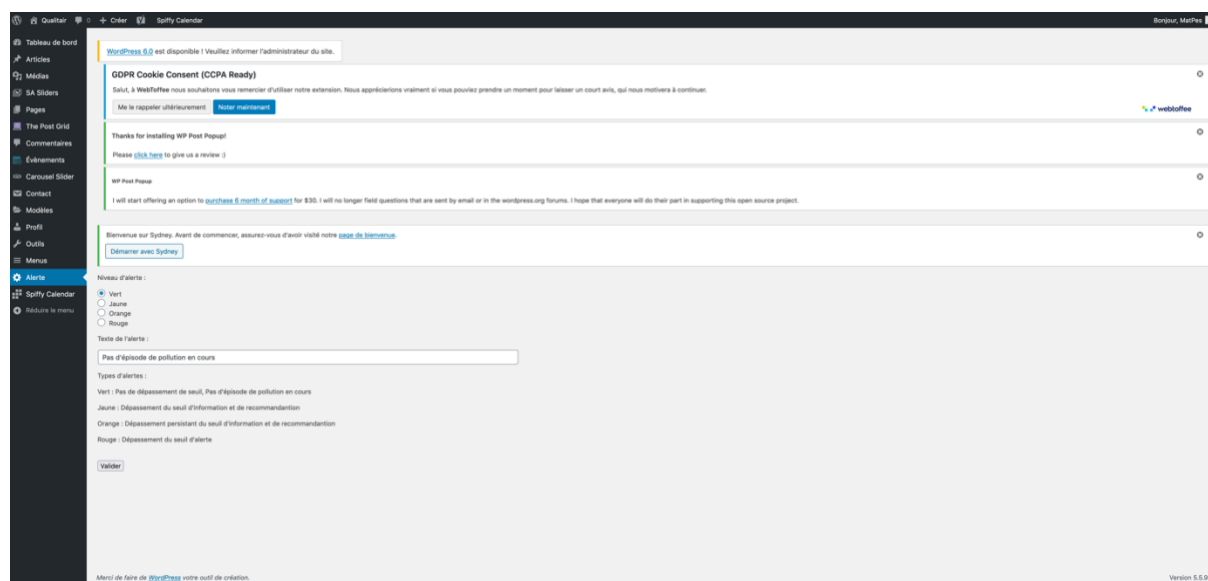 Qualitair 0 + Créer Spiffy Calendar Bonjour, MatPes
Tableau de bord
Articles
Médias
SA Sliders
Pages
The Post Grid
Commentaires
Évènements
Carousel Slider
Contact
Modèles
Profil
Outils
Menus
Alerte
Spiffy Calendar
Réduire le menu
WordPress 6.0 est disponible ! Veuillez informer l'administrateur du site.
GDPR Cookie Consent (CCPA Ready)
Salut, à WebToffee nous souhaitons vous remercier d'utiliser notre extension. Nous apprécierions vraiment si vous pouviez prendre un moment pour laisser un court avis, qui nous motivera à continuer.
Me le rappeler ultérieurement Noter maintenant
webtoffee
Thanks for installing WP Post Popup!
Please click here to give us a review :)
WP Post Popup
I will start offering an option to purchase 6 month of support for $30. I will no longer field questions that are sent by email or in the wordpress.org forums. I hope that everyone will do their part in supporting this open source project.
Bienvenue sur Sydney. Avant de commencer, assurez-vous d'avoir visité notre page de bienvenue.
Démarrer avec Sydney
Niveau d'alerte :
Vert
Jaune
Orange
Rouge
Texte de l'alerte :
Pas d'épisode de pollution en cours
Types d'alertes :
Vert : Pas de dépassement de seuil, Pas d'épisode de pollution en cours
Jaune : Dépassement du seuil d'information et de recommandantion
Orange : Dépassement persistant du seuil d'information et de recommandantion
Rouge : Dépassement du seuil d'alerte
Valider
Merci de faire de WordPress votre outil de création. Version 5.5.9